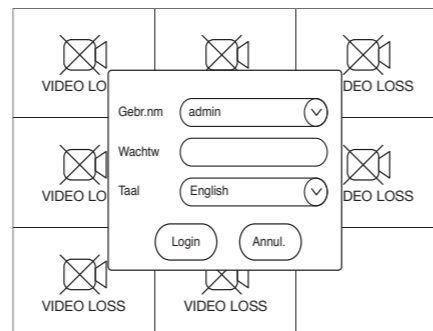 VIDEO LO
DEO LOSS
Gebr.nm admin
Wachtw
VIDEO LO
DEO LOSS
Taal English
Login Annul.
VIDEO LOSS VIDEO LOSS